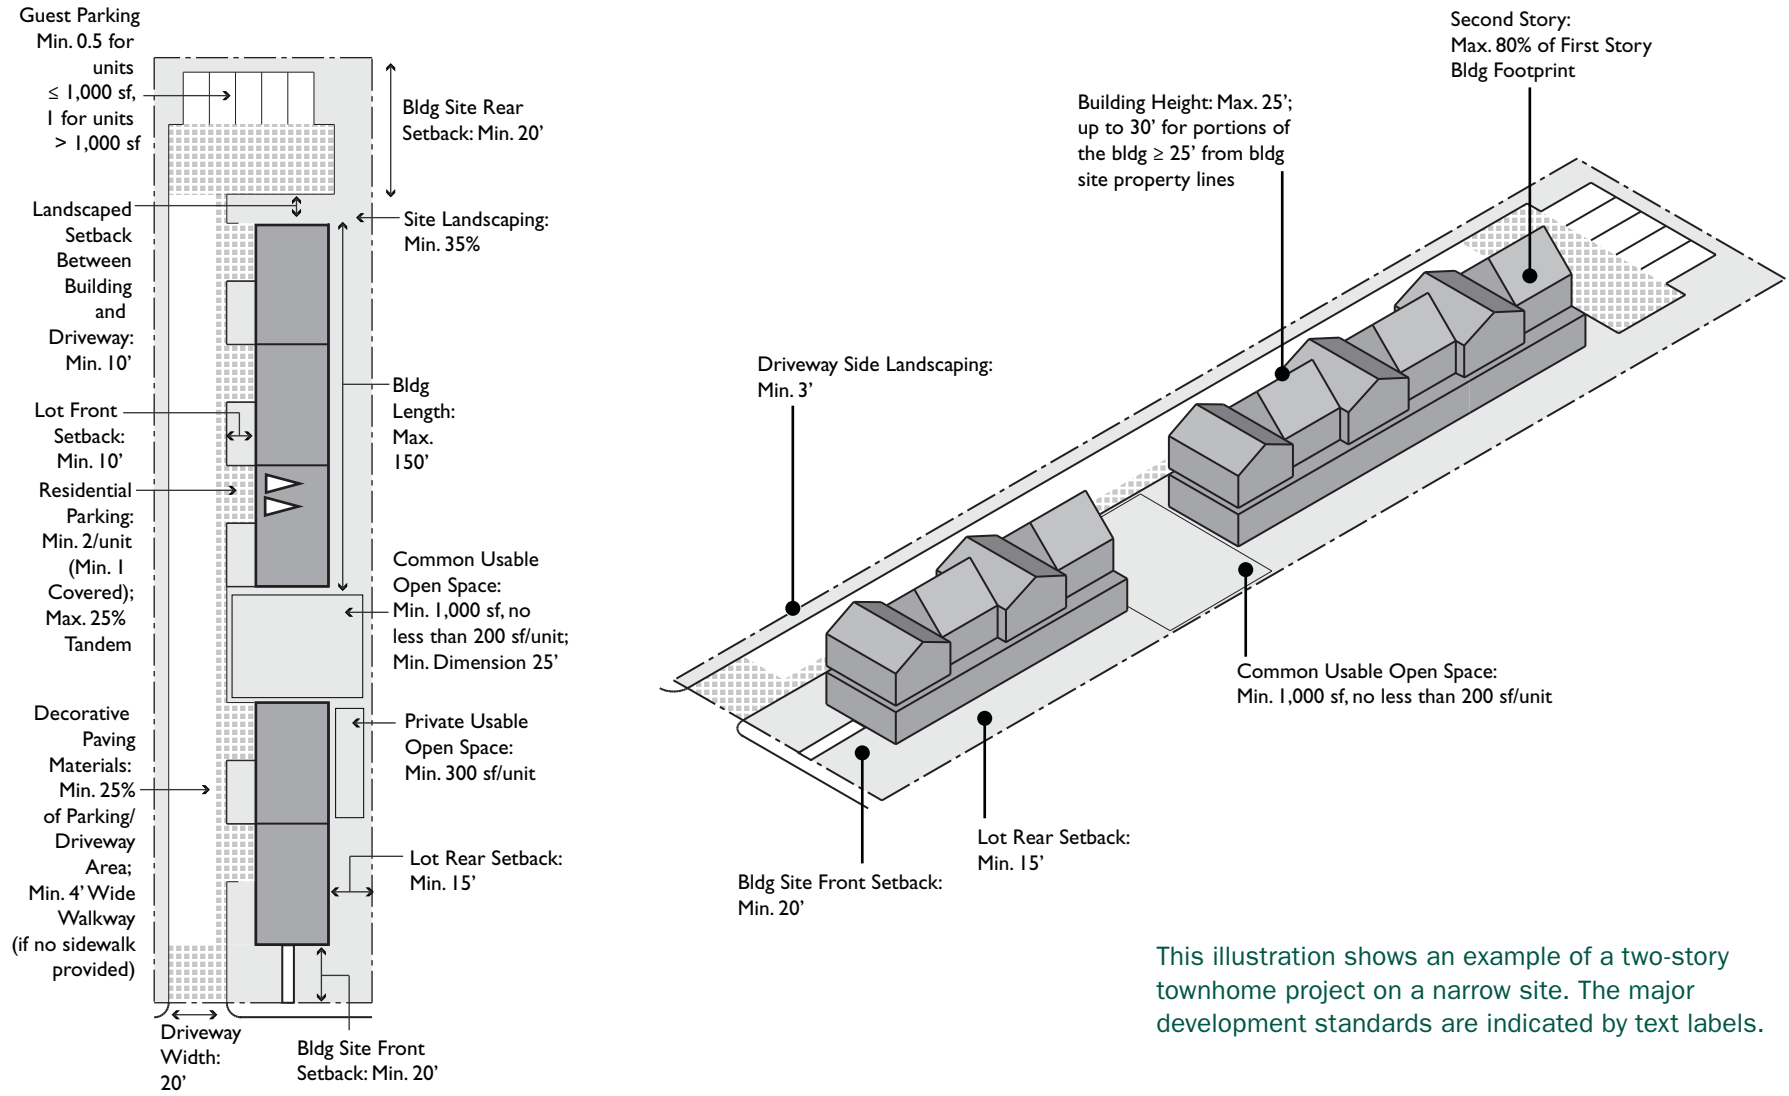 Guest Parking
Min. 0.5 for
units
≤ 1,000 sf,
1 for units
> 1,000 sf
Bldg Site Rear
Setback: Min. 20’
Landscaped
Setback
Between
Building
and
Driveway:
Min. 10’
Site Landscaping:
Min. 35%
Lot Front
Setback:
Min. 10’
Bldg
Length:
Max.
150’
Residential
Parking:
Min. 2/unit
(Min. 1
Covered);
Max. 25%
Tandem
Common Usable
Open Space:
Min. 1,000 sf, no
less than 200 sf/unit;
Min. Dimension 25’
Decorative
Paving
Materials:
Min. 25%
of Parking/
Driveway
Area;
Min. 4’ Wide
Walkway
(if no sidewalk
provided)
Private Usable
Open Space:
Min. 300 sf/unit
Lot Rear Setback:
Min. 15’
Driveway
Width:
20’
Bldg Site Front
Setback: Min. 20’
Second Story:
Max. 80% of First Story
Bldg Footprint
Building Height: Max. 25’;
up to 30’ for portions of
the bldg ≥ 25’ from bldg
site property lines
Driveway Side Landscaping:
Min. 3’
Common Usable Open Space:
Min. 1,000 sf, no less than 200 sf/unit
Lot Rear Setback:
Min. 15’
Bldg Site Front Setback:
Min. 20’
This illustration shows an example of a two-story
townhome project on a narrow site. The major
development standards are indicated by text labels.